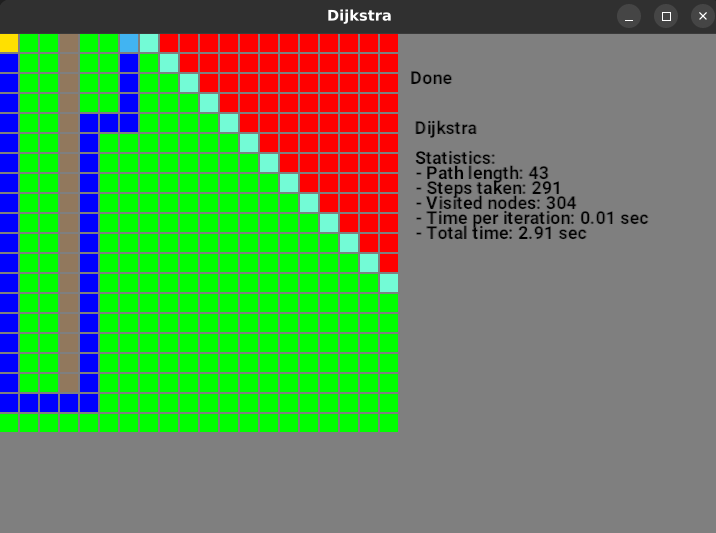 Dijkstra
Done
Dijkstra
Statistics:
- Path length: 43
- Steps taken: 291
- Visited nodes: 304
- Time per iteration: 0.01 sec
- Total time: 2.91 sec